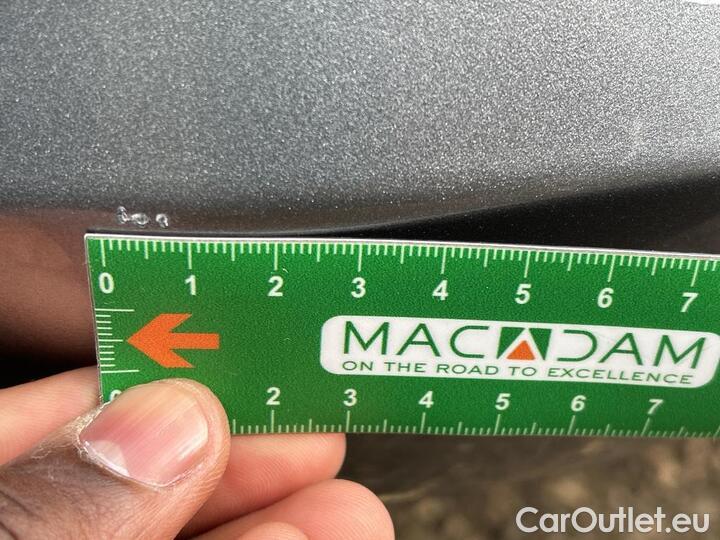 0 1 2 3 4 5 6 7
MACADAM
ON THE ROAD TO EXCELLENCE
2 3 4 5 6 7
CarOutlet.eu